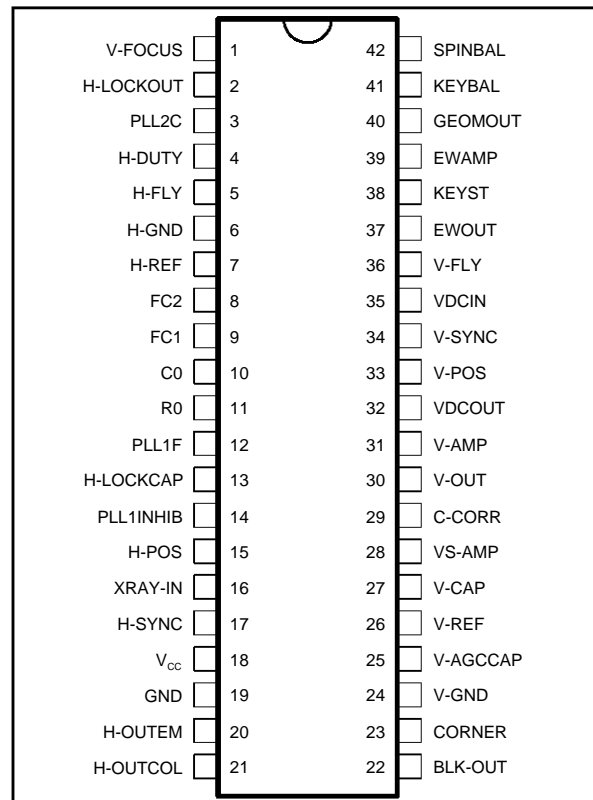 V-FOCUS 1 42 SPINBAL
H-LOCKOUT 2 41 KEYBAL
PLL2C 3 40 GEOMOUT
H-DUTY 4 39 EWAMP
H-FLY 5 38 KEYST
H-GND 6 37 EWOUT
H-REF 7 36 V-FLY
FC2 8 35 VDCIN
FC1 9 34 V-SYNC
C0 10 33 V-POS
R0 11 32 VDCOUT
PLL1F 12 31 V-AMP
H-LOCKCAP 13 30 V-OUT
PLL1INHIB 14 29 C-CORR
H-POS 15 28 VS-AMP
XRAY-IN 16 27 V-CAP
H-SYNC 17 26 V-REF
VCC 18 25 V-AGCCAP
GND 19 24 V-GND
H-OUTEM 20 23 CORNER
H-OUTCOL 21 22 BLK-OUT